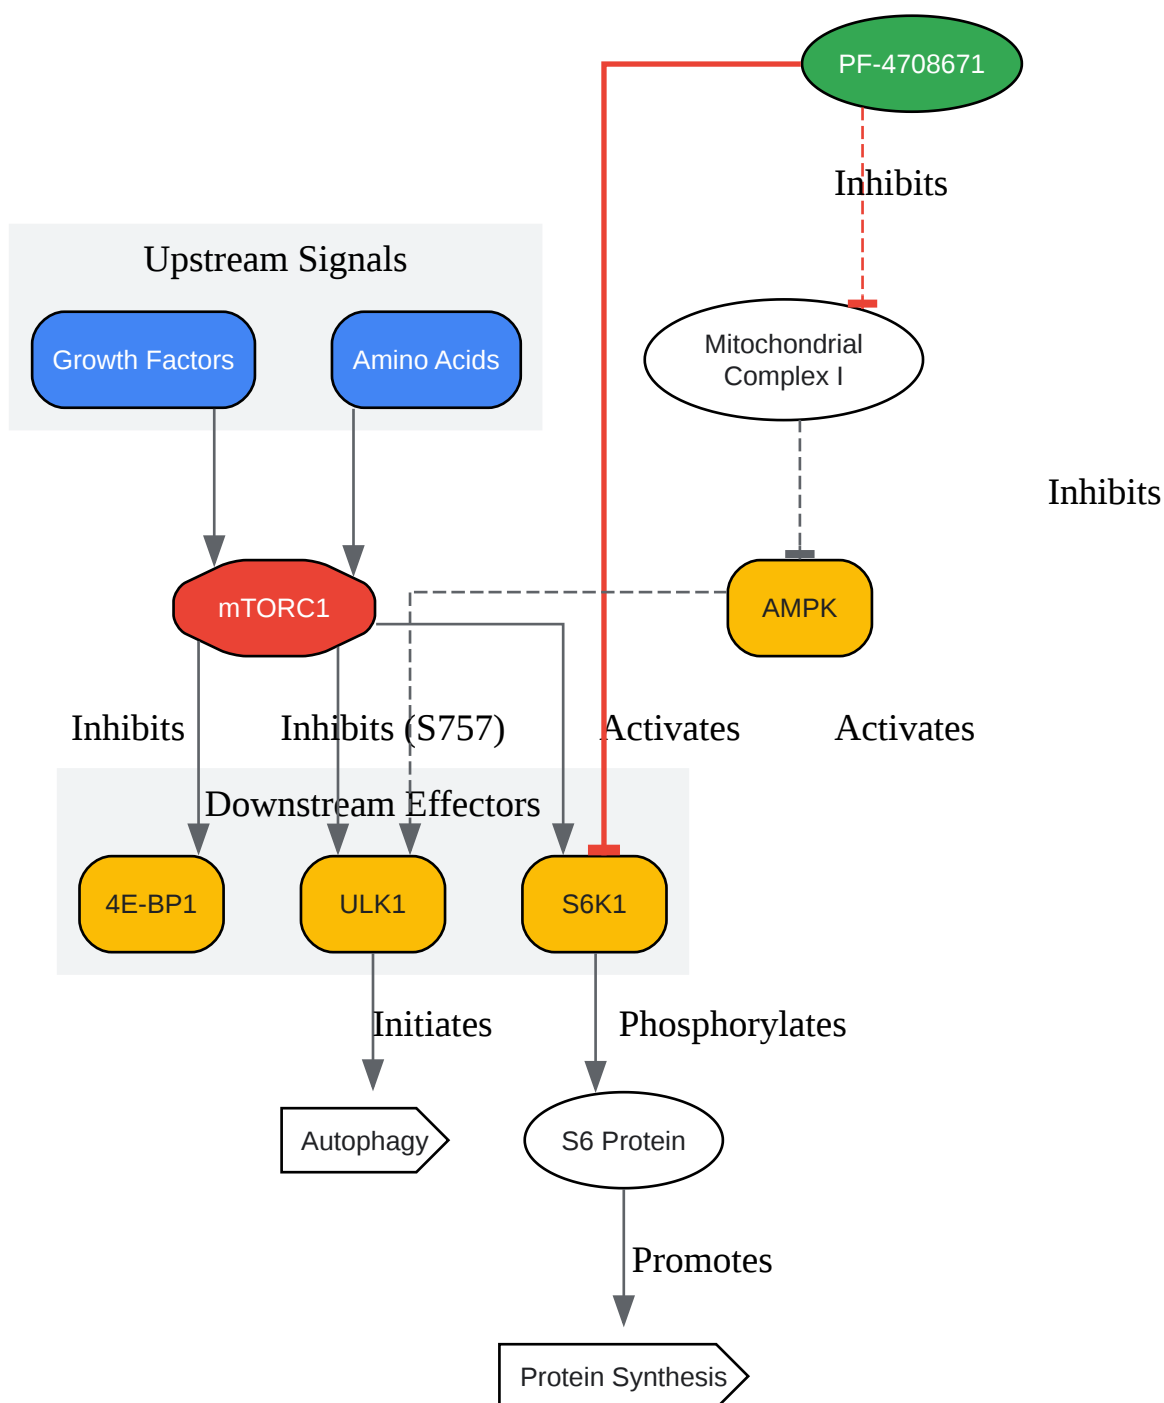 PF-4708671
Inhibits
Upstream Signals
Growth Factors
Amino Acids
Mitochondrial
Complex I
Inhibits
mTORC1
AMPK
Inhibits
Inhibits (S757)
Activates
Activates
Downstream Effectors
4E-BP1
ULK1
S6K1
Initiates
Phosphorylates
Autophagy
S6 Protein
Promotes
Protein Synthesis